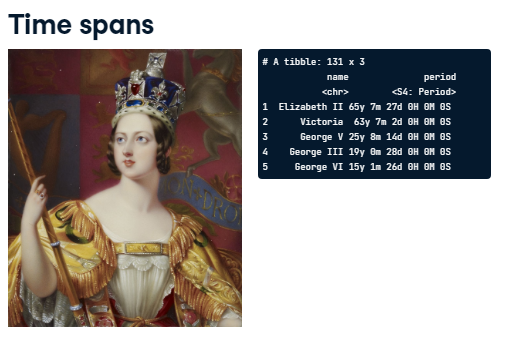 Time spans
# A tibble: 131 x 3
name period
<chr> <S4: Period>
1 Elizabeth II 65y 7m 27d 0H 0M 0S
2 Victoria 63y 7m 2d 0H 0M 0S
3 George V 25y 8m 14d 0H 0M 0S
4 George III 19y 0m 28d 0H 0M 0S
5 George VI 15y 1m 26d 0H 0M 0S